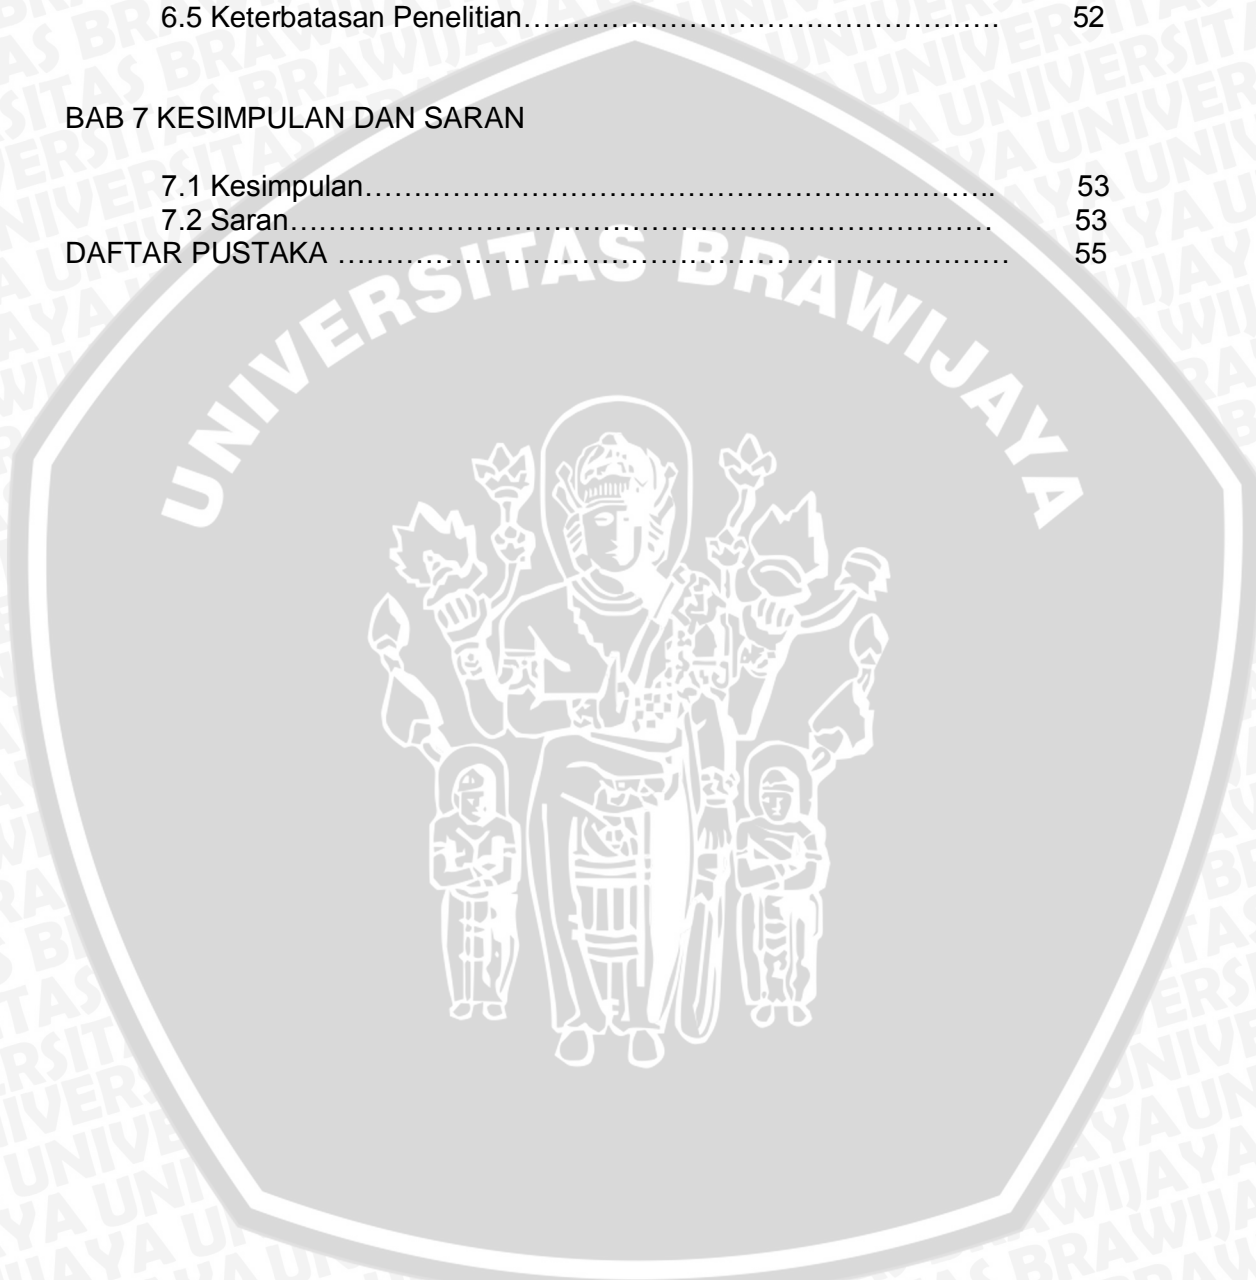 6.5 Keterbatasan Penelitian…………………………………………. 52
BAB 7 KESIMPULAN DAN SARAN
7.1 Kesimpulan……………………………………………………….. 53
7.2 Saran……………………………………………………………… 53
DAFTAR PUSTAKA …………………………………………………………… 55
UNIVERSITAS BRAWIJAYA